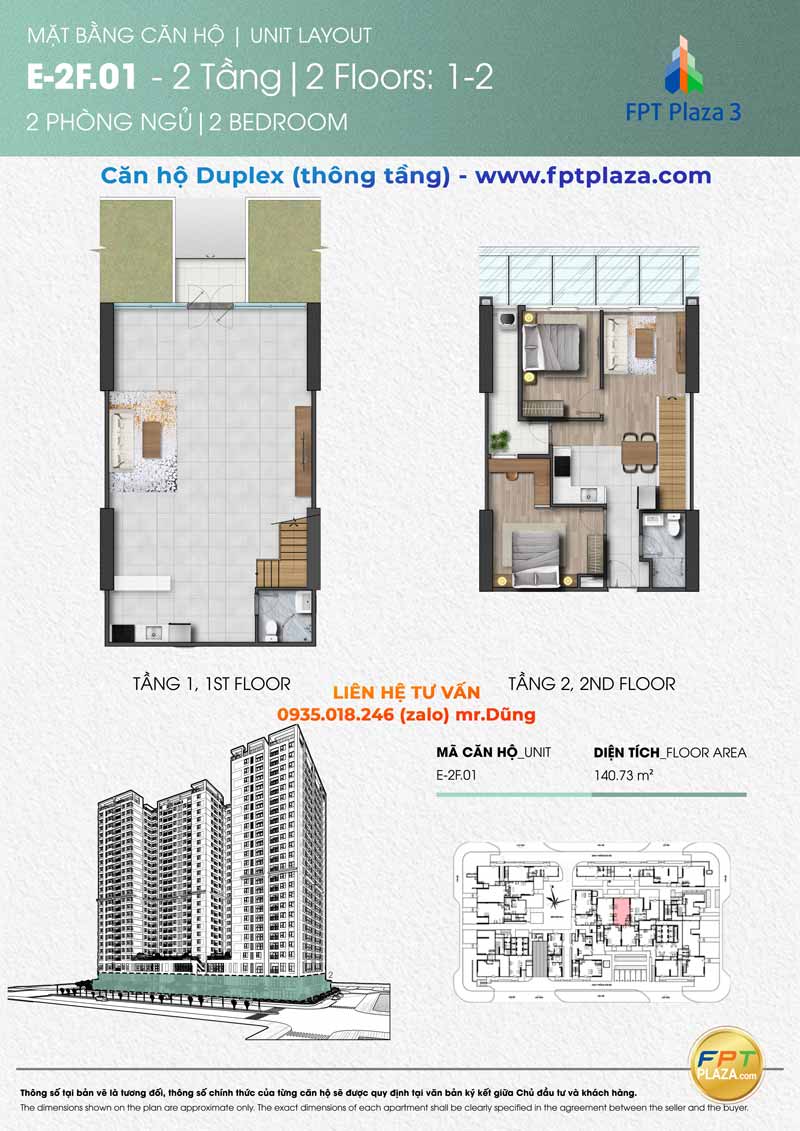 MẶT BẰNG CĂN HỘ | UNIT LAYOUT
E-2F.01 - 2 Tầng | 2 Floors: 1-2
2 PHÒNG NGỦ | 2 BEDROOM
FPT Plaza 3
Căn hộ Duplex (thông tầng) - www.fptplaza.com
TẦNG 1, 1ST FLOOR
TẦNG 2, 2ND FLOOR
LIÊN HỆ TƯ VẤN
0935.018.246 (zalo) mr.Dũng
MÃ CĂN HỘ_UNIT
E-2F.01
DIỆN TÍCH_FLOOR AREA
140.73 m²
2
FPT
PLAZA.com
Thông số tại bản vẽ là tương đối, thông số chính thức của từng căn hộ sẽ được quy định tại văn bản ký kết giữa Chủ đầu tư và khách hàng.
The dimensions shown on the plan are approximate only. The exact dimensions of each apartment shall be clearly specified in the agreement between the seller and the buyer.